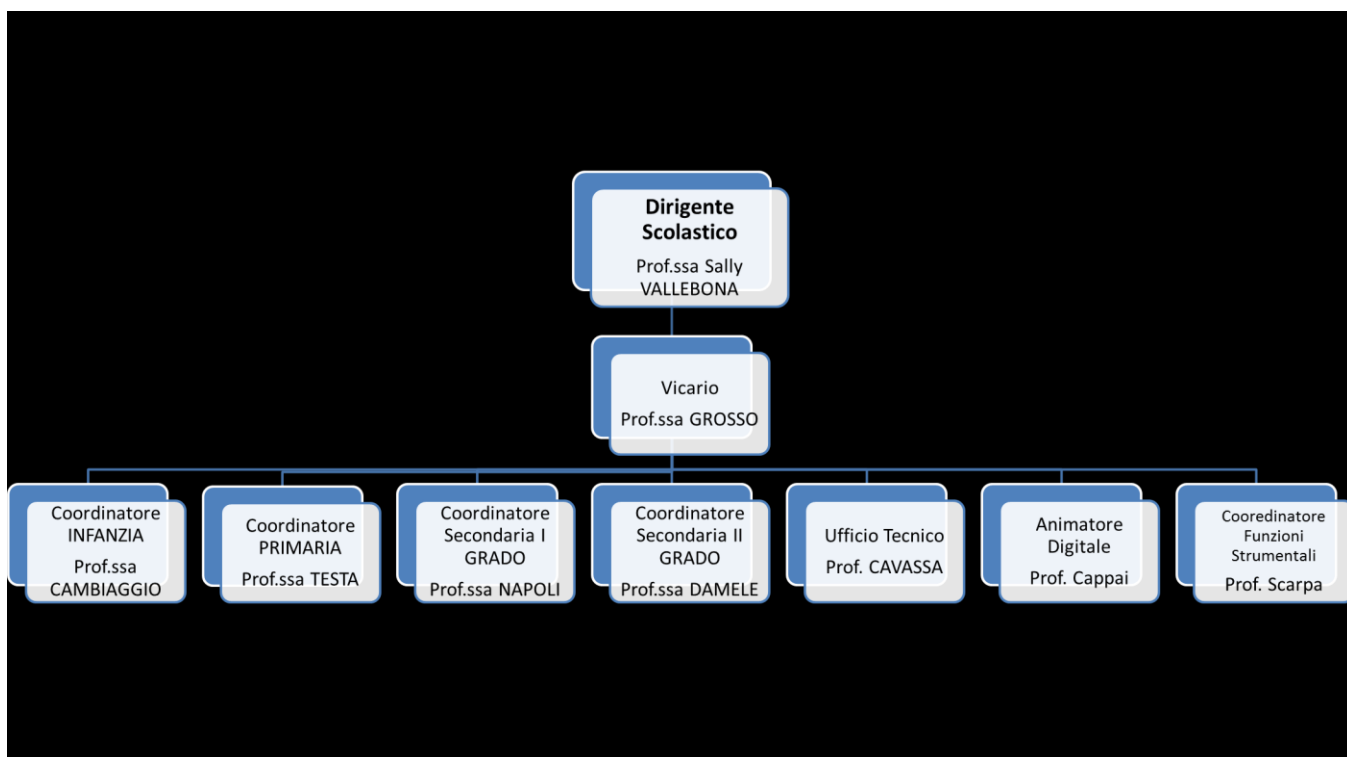 Dirigente
Scolastico
Prof.ssa Sally
VALLEBONA
Vicario
Prof.ssa GROSSO
Coordinatore
INFANZIA
Prof.ssa
CAMBIAGGIO
Coordinatore
PRIMARIA
Prof.ssa TESTA
Coordinatore
Secondaria I
GRADO
Prof.ssa NAPOLI
Coordinatore
Secondaria II
GRADO
Prof.ssa DAMELE
Ufficio Tecnico
Prof. CAVASSA
Animatore
Digitale
Prof. Cappai
Cooredinatore
Funzioni
Strumentali
Prof. Scarpa